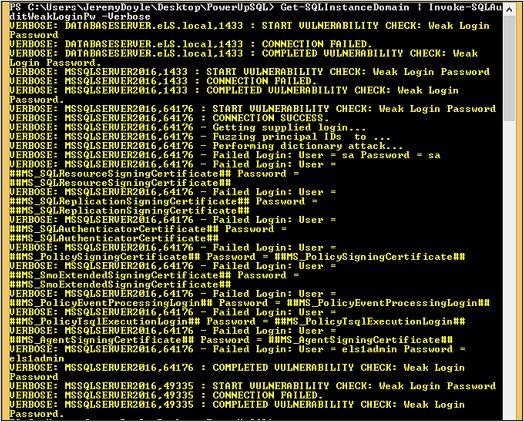 PS C:\Users\JeremyDoyle\Desktop\PowerUpSQL> Get-SQLInstanceDomain | Invoke-SQLAu
ditWeakLoginPw -Verbose
VERBOSE: DATABASESERVER.eLS.local,1433 : START VULNERABILITY CHECK: Weak Login
Password
VERBOSE: DATABASESERVER.eLS.local,1433 : CONNECTION FAILED.
VERBOSE: DATABASESERVER.eLS.local,1433 : COMPLETED VULNERABILITY CHECK: Weak
Login Password.
VERBOSE: MSSQLSERVER2016,1433 : START VULNERABILITY CHECK: Weak Login Password
VERBOSE: MSSQLSERVER2016,1433 : CONNECTION FAILED.
VERBOSE: MSSQLSERVER2016,1433 : COMPLETED VULNERABILITY CHECK: Weak Login
Password.
VERBOSE: MSSQLSERVER2016,64176 : START VULNERABILITY CHECK: Weak Login Password
VERBOSE: MSSQLSERVER2016,64176 : CONNECTION SUCCESS.
VERBOSE: MSSQLSERVER2016,64176 - Getting supplied login...
VERBOSE: MSSQLSERVER2016,64176 : Fuzzing principal IDs  to ...
VERBOSE: MSSQLSERVER2016,64176 - Performing dictionary attack...
VERBOSE: MSSQLSERVER2016,64176 - Failed Login: User = sa Password = sa
VERBOSE: MSSQLSERVER2016,64176 - Failed Login: User =
##MS_SQLResourceSigningCertificate## Password =
##MS_SQLResourceSigningCertificate##
VERBOSE: MSSQLSERVER2016,64176 - Failed Login: User =
##MS_SQLReplicationSigningCertificate## Password =
##MS_SQLReplicationSigningCertificate##
VERBOSE: MSSQLSERVER2016,64176 - Failed Login: User =
##MS_SQLAuthenticatorCertificate## Password =
##MS_SQLAuthenticatorCertificate##
VERBOSE: MSSQLSERVER2016,64176 - Failed Login: User =
##MS_PolicySigningCertificate## Password = ##MS_PolicySigningCertificate##
VERBOSE: MSSQLSERVER2016,64176 - Failed Login: User =
##MS_SmoExtendedSigningCertificate## Password =
##MS_SmoExtendedSigningCertificate##
VERBOSE: MSSQLSERVER2016,64176 - Failed Login: User =
##MS_PolicyEventProcessingLogin## Password = ##MS_PolicyEventProcessingLogin##
VERBOSE: MSSQLSERVER2016,64176 - Failed Login: User =
##MS_PolicyTsqlExecutionLogin## Password = ##MS_PolicyTsqlExecutionLogin##
VERBOSE: MSSQLSERVER2016,64176 - Failed Login: User =
##MS_AgentSigningCertificate## Password = ##MS_AgentSigningCertificate##
VERBOSE: MSSQLSERVER2016,64176 - Failed Login: User = els1admin Password =
els1admin
VERBOSE: MSSQLSERVER2016,64176 : COMPLETED VULNERABILITY CHECK: Weak Login
Password
VERBOSE: MSSQLSERVER2016,49335 : START VULNERABILITY CHECK: Weak Login Password
VERBOSE: MSSQLSERVER2016,49335 : CONNECTION FAILED.
VERBOSE: MSSQLSERVER2016,49335 : COMPLETED VULNERABILITY CHECK: Weak Login
Password.